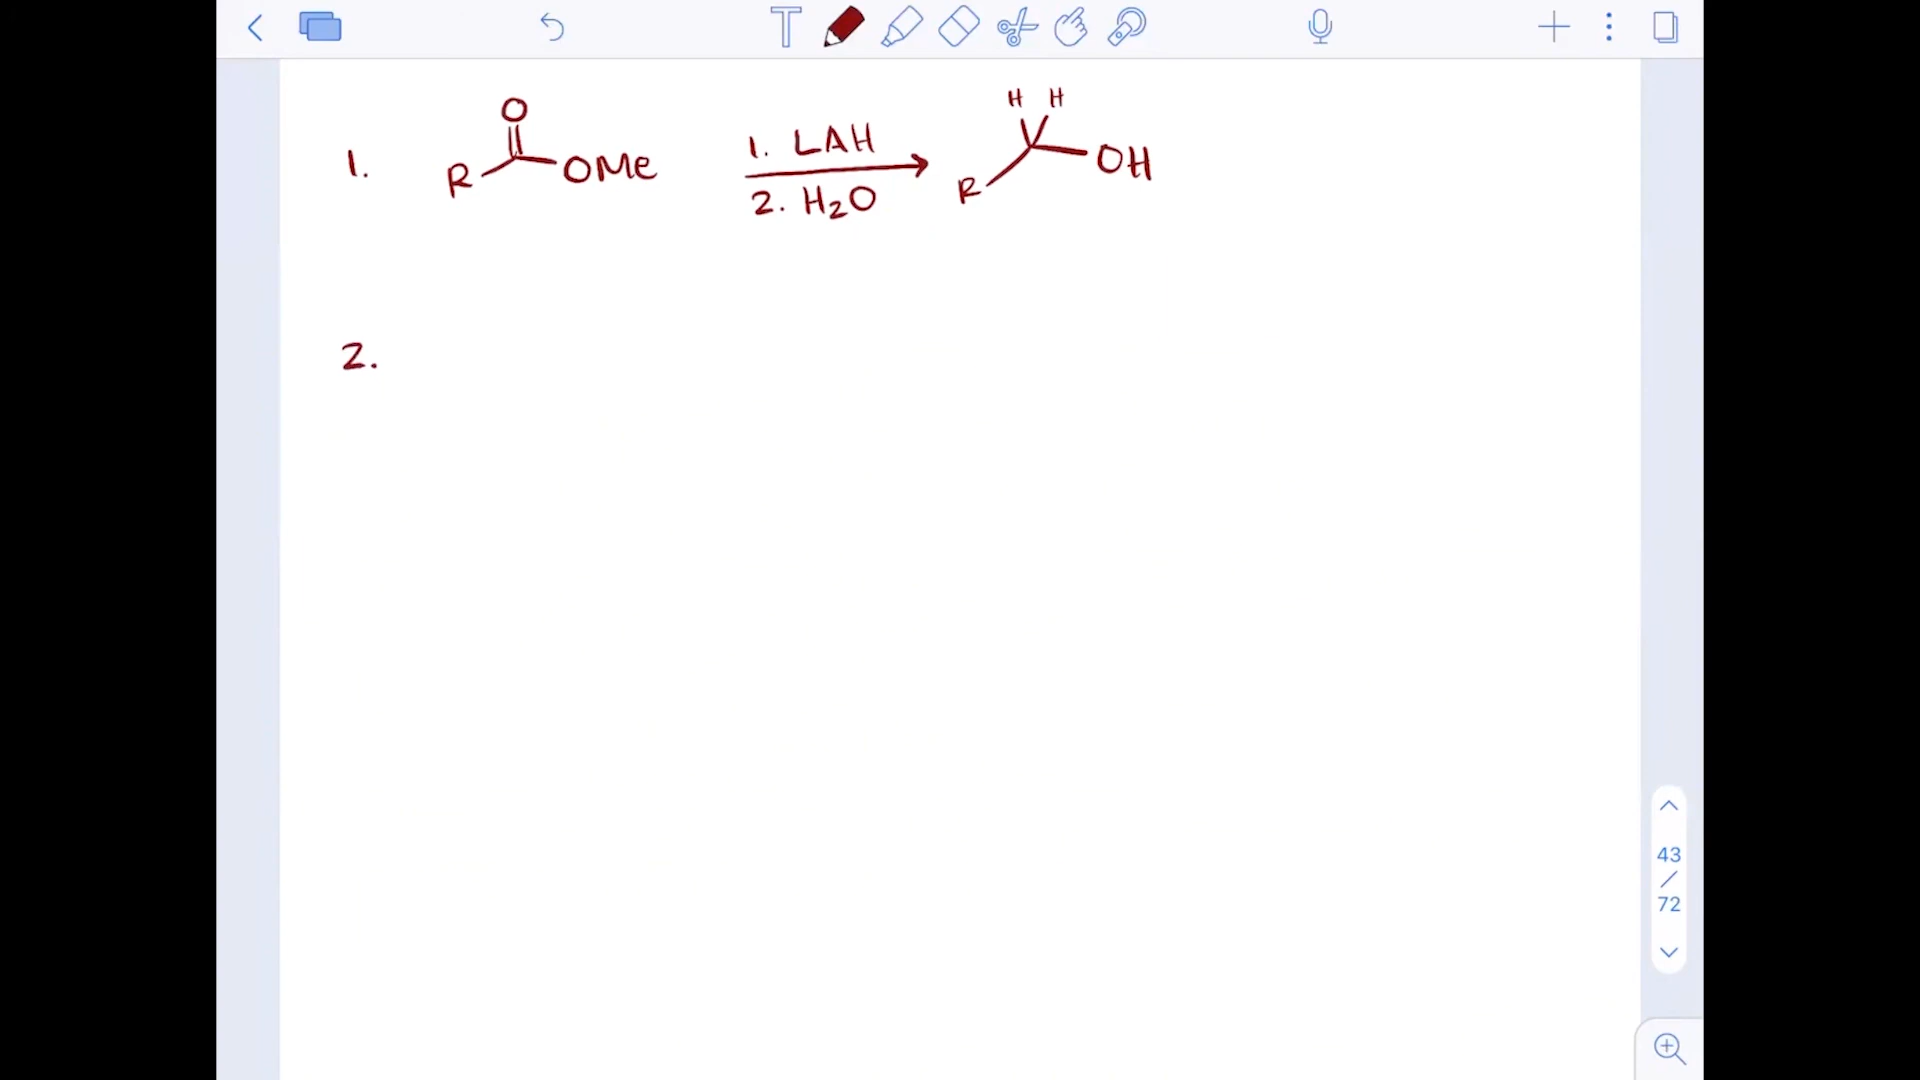 H H
O
1. R OMe 1. LAH R OH
2. H₂O
2.
43
/
72